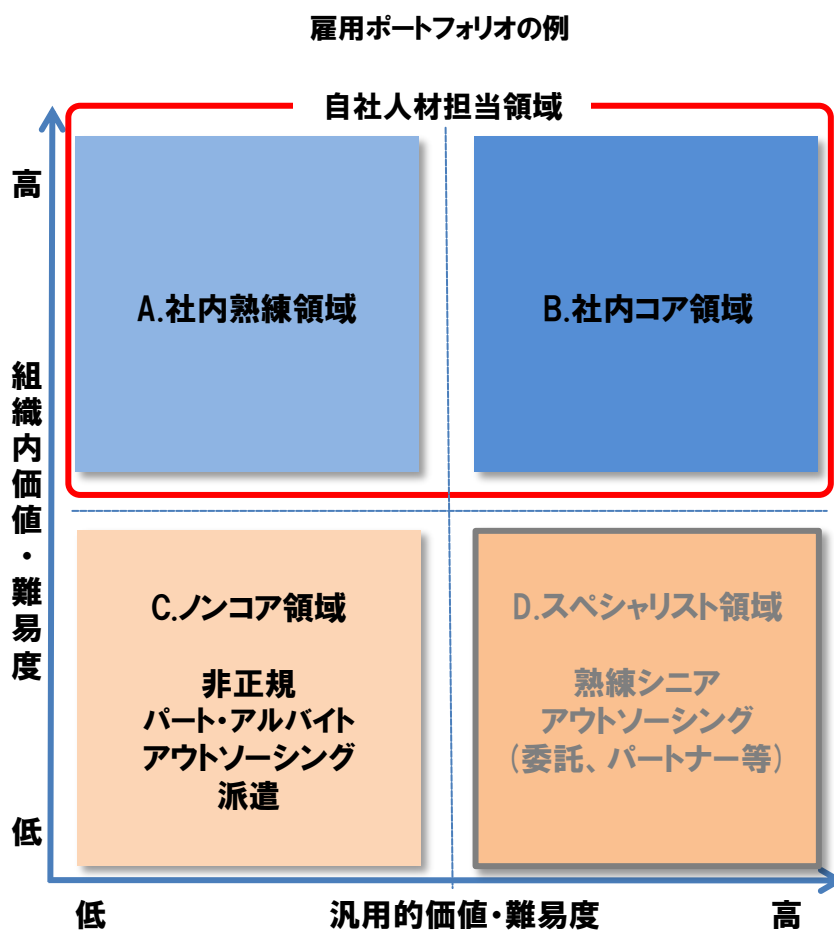 雇用ポートフォリオの例
自社人材担当領域
高
A.社内熟練領域
B.社内コア領域
組織内価値・難易度
C.ノンコア領域
非正規
パート・アルバイト
アウトソーシング
派遣
D.スペシャリスト領域
熟練シニア
アウトソーシング
(委託、パートナー等)
低
低
汎用的価値・難易度
高